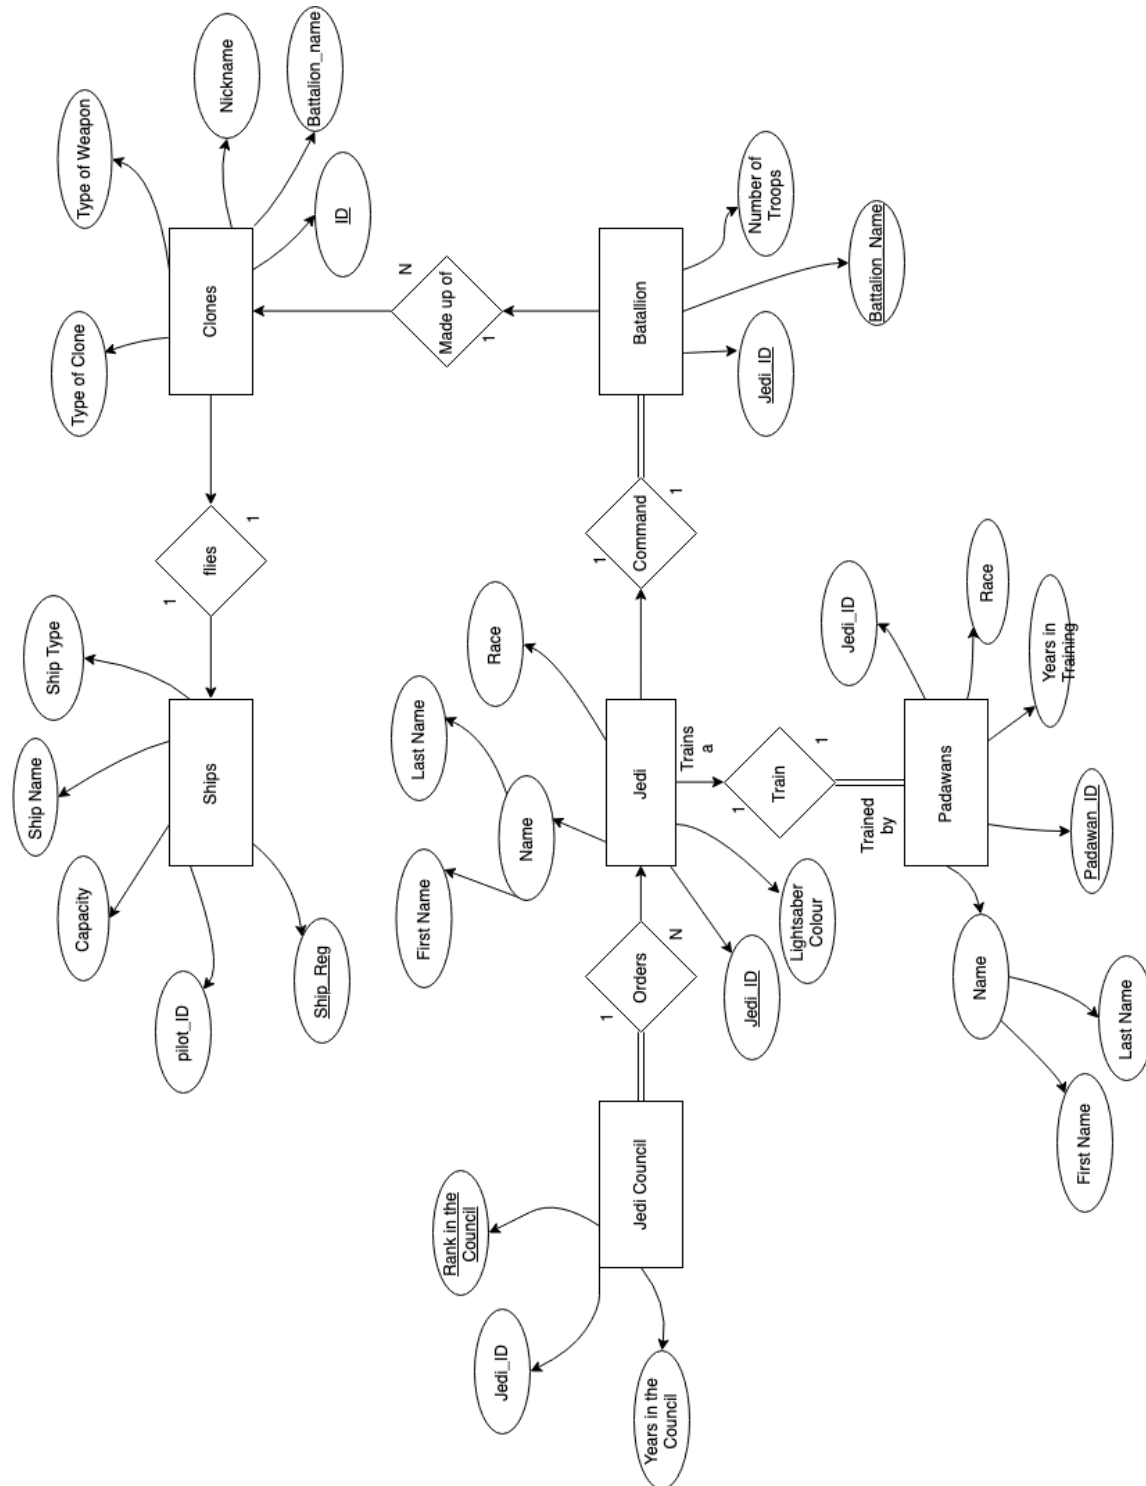 Ship Name
Ship Type
Type of Clone
Type of Weapon
Capacity
pilot_ID
Ship_Reg
Ships
1
flies
1
Clones
Nickname
Battalion_name
ID
N
Made up of
1
First Name
Last Name
Race
Name
Rank in the
Council
Jedi_ID
Years in the
Council
Jedi Council
1
Orders
N
Jedi
1
Command
1
Batallion
Trains
a
Jedi_ID
Lightsaber
Colour
1
Train
1
Jedi_ID
Number of
Troops
Battalion_Name
Trained
by
Padawans
Jedi_ID
Race
Years in
Training
Name
Padawan_ID
First Name
Last Name